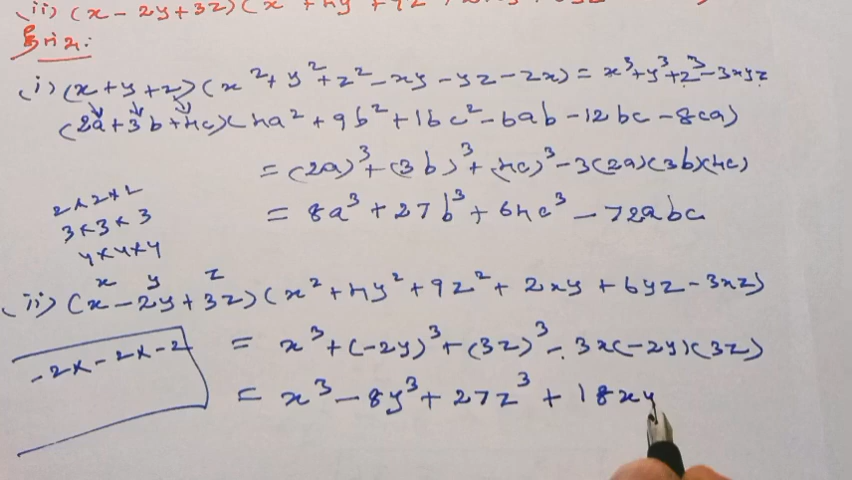 (ii) (x - 2y + 3z) (x
தீர்வு:
(i) (x + y + z) (x² + y² + z² - xy - yz - zx) = x³ + y³ + z³ - 3xyz
(2a + 3b + 4c) (4a² + 9b² + 16c² - 6ab - 12bc - 8ca)
= (2a)³ + (3b)³ + (4c)³ - 3(2a)(3b)(4c)
2 × 2 × 2
= 8a³ + 27b³ + 64c³ - 72abc
3 × 3 × 3
4 × 4 × 4
x y z
(ii) (x - 2y + 3z) (x² + 4y² + 9z² + 2xy + 6yz - 3xz)
= x³ + (-2y)³ + (3z)³ - 3x(-2y)(3z)
-2 × -2 × -2
= x³ - 8y³ + 27z³ + 18xy